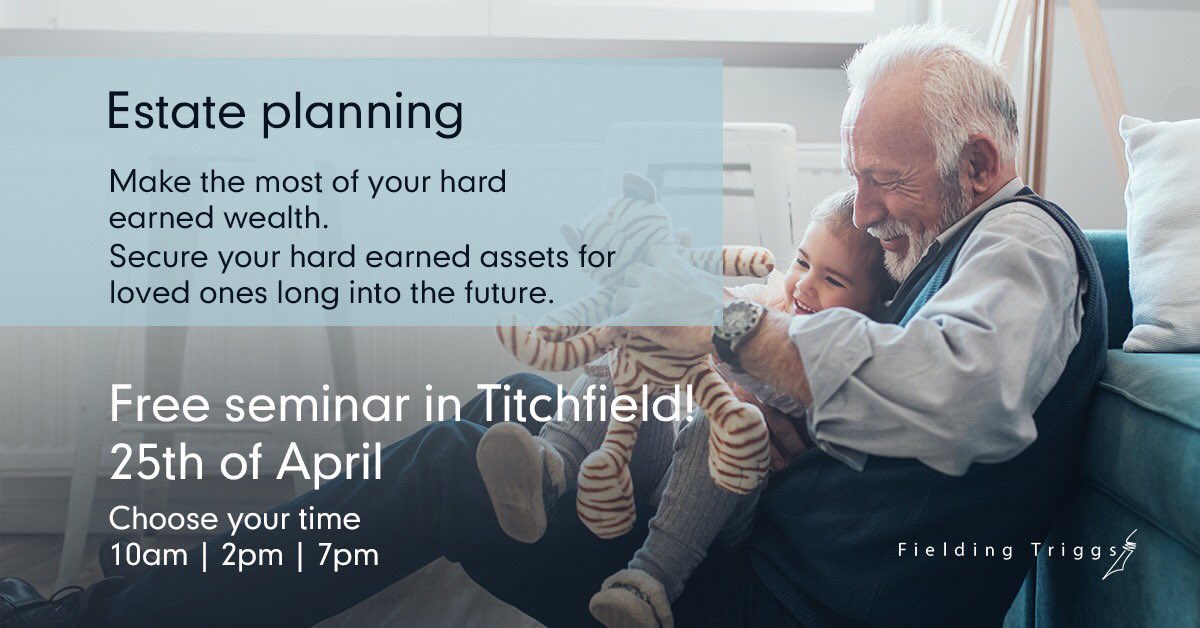 Estate planning
Make the most of your hard
earned wealth.
Secure your hard earned assets for
loved ones long into the future.
Free seminar in Titchfield!
25th of April
Choose your time
10am | 2pm | 7pm
Fielding Triggs